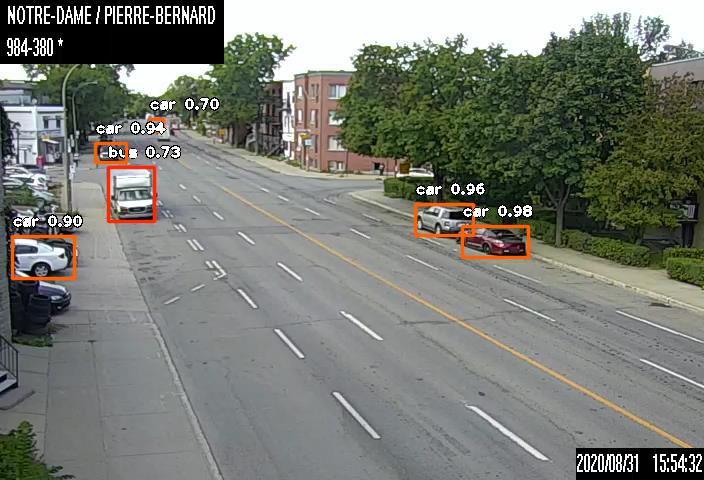 NOTRE-DAME / PIERRE-BERNARD
984-380 *
car 0.70
car 0.94
bus 0.73
car 0.96
car 0.98
car 0.90
2020/08/31 15:54:32